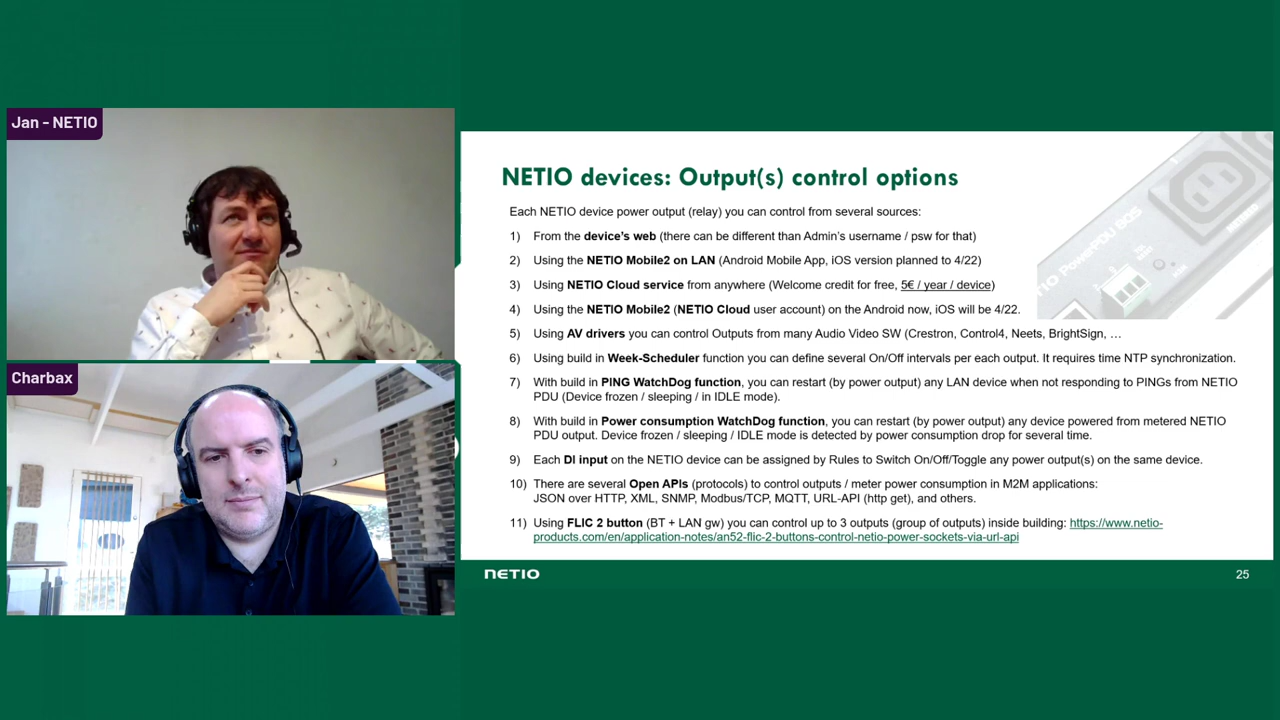 Jan - NETIO
Charbax
NETIO devices: Output(s) control options
Each NETIO device power output (relay) you can control from several sources:
1) From the device's web (there can be different than Admin's username / psw for that)
2) Using the NETIO Mobile2 on LAN (Android Mobile App, iOS version planned to 4/22)
3) Using NETIO Cloud service from anywhere (Welcome credit for free, 5€ / year / device)
4) Using the NETIO Mobile2 (NETIO Cloud user account) on the Android now, iOS will be 4/22.
5) Using AV drivers you can control Outputs from many Audio Video SW (Crestron, Control4, Neets, BrightSign, …
6) Using build in Week-Scheduler function you can define several On/Off intervals per each output. It requires time NTP synchronization.
7) With build in PING WatchDog function, you can restart (by power output) any LAN device when not responding to PINGs from NETIO
PDU (Device frozen / sleeping / in IDLE mode).
8) With build in Power consumption WatchDog function, you can restart (by power output) any device powered from metered NETIO
PDU output. Device frozen / sleeping / IDLE mode is detected by power consumption drop for several time.
9) Each DI input on the NETIO device can be assigned by Rules to Switch On/Off/Toggle any power output(s) on the same device.
10) There are several Open APIs (protocols) to control outputs / meter power consumption in M2M applications:
JSON over HTTP, XML, SNMP, Modbus/TCP, MQTT, URL-API (http get), and others.
11) Using FLIC 2 button (BT + LAN gw) you can control up to 3 outputs (group of outputs) inside building: https://www.netio-
products.com/en/application-notes/an52-flic-2-buttons-control-netio-power-sockets-via-url-api
NETIO
25